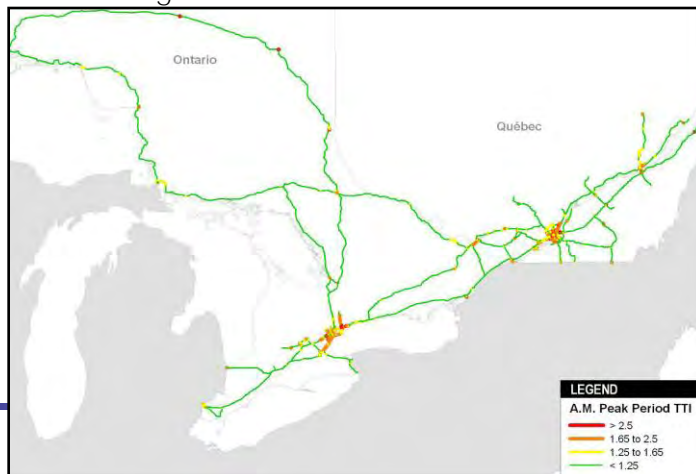 Ontario
Québec
LEGEND
A.M. Peak Period TTI
> 2.5
1.65 to 2.5
1.25 to 1.65
< 1.25